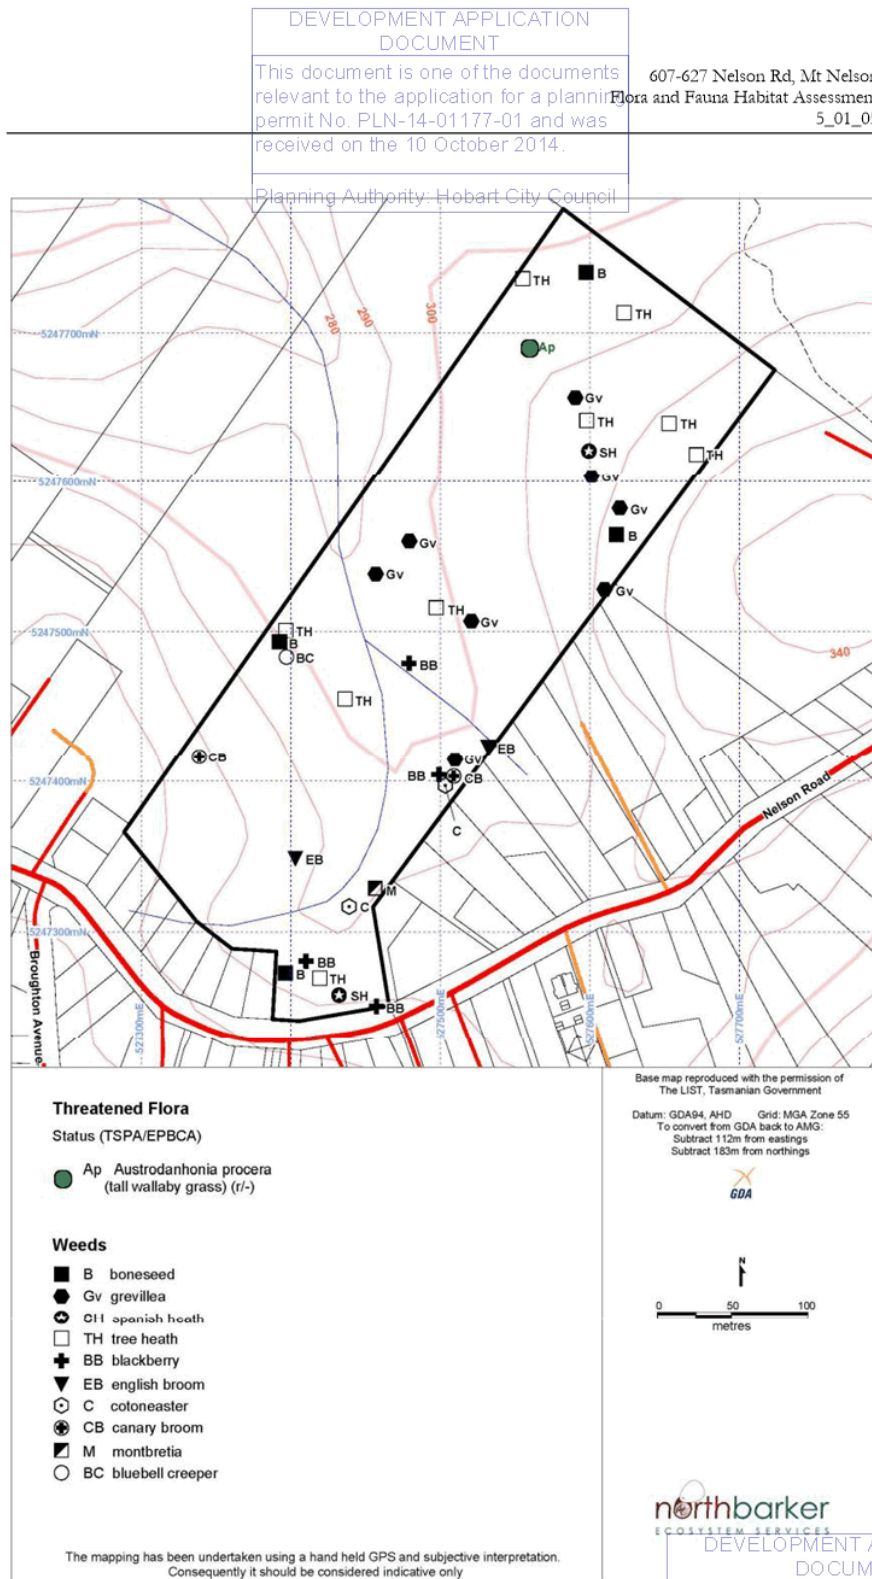 DEVELOPMENT APPLICATION
DOCUMENT
This document is one of the documents
relevant to the application for a planning
permit No. PLN-14-01177-01 and was
received on the 10 October 2014.
Planning Authority: Hobart City Council
607-627 Nelson Rd, Mt Nelson
Flora and Fauna Habitat Assessment
5_01_05
TH
B
TH
280
290
300
5247700mN
Ap
Gv
TH
TH
SH
TH
5247600mN
Gv
Gv
B
Gv
Gv
Gv
TH
Gv
5247500mN
TH
B
BC
BB
340
TH
EB
CB
Gv
BB
CB
5247400mN
Nelson Road
C
EB
M
C
5247300mN
BB
B
TH
SH
BB
Broughton Avenue
527300mE
527500mE
527600mE
527700mE
Threatened Flora
Status (TSPA/EPBCA)
Ap Austrodanhonia procera
(tall wallaby grass) (r/-)
Weeds
B boneseed
Gv grevillea
SH spanish heath
TH tree heath
BB blackberry
EB english broom
C cotoneaster
CB canary broom
M montbretia
BC bluebell creeper
The mapping has been undertaken using a hand held GPS and subjective interpretation.
Consequently it should be considered indicative only
Base map reproduced with the permission of
The LIST, Tasmanian Government
Datum: GDA94, AHD Grid: MGA Zone 55
To convert from GDA back to AMG:
Subtract 112m from eastings
Subtract 183m from northings
GDA
N
0 50 100
metres
northbarker
ECOSYSTEM SERVICES
DEVELOPMENT A
DOCUM